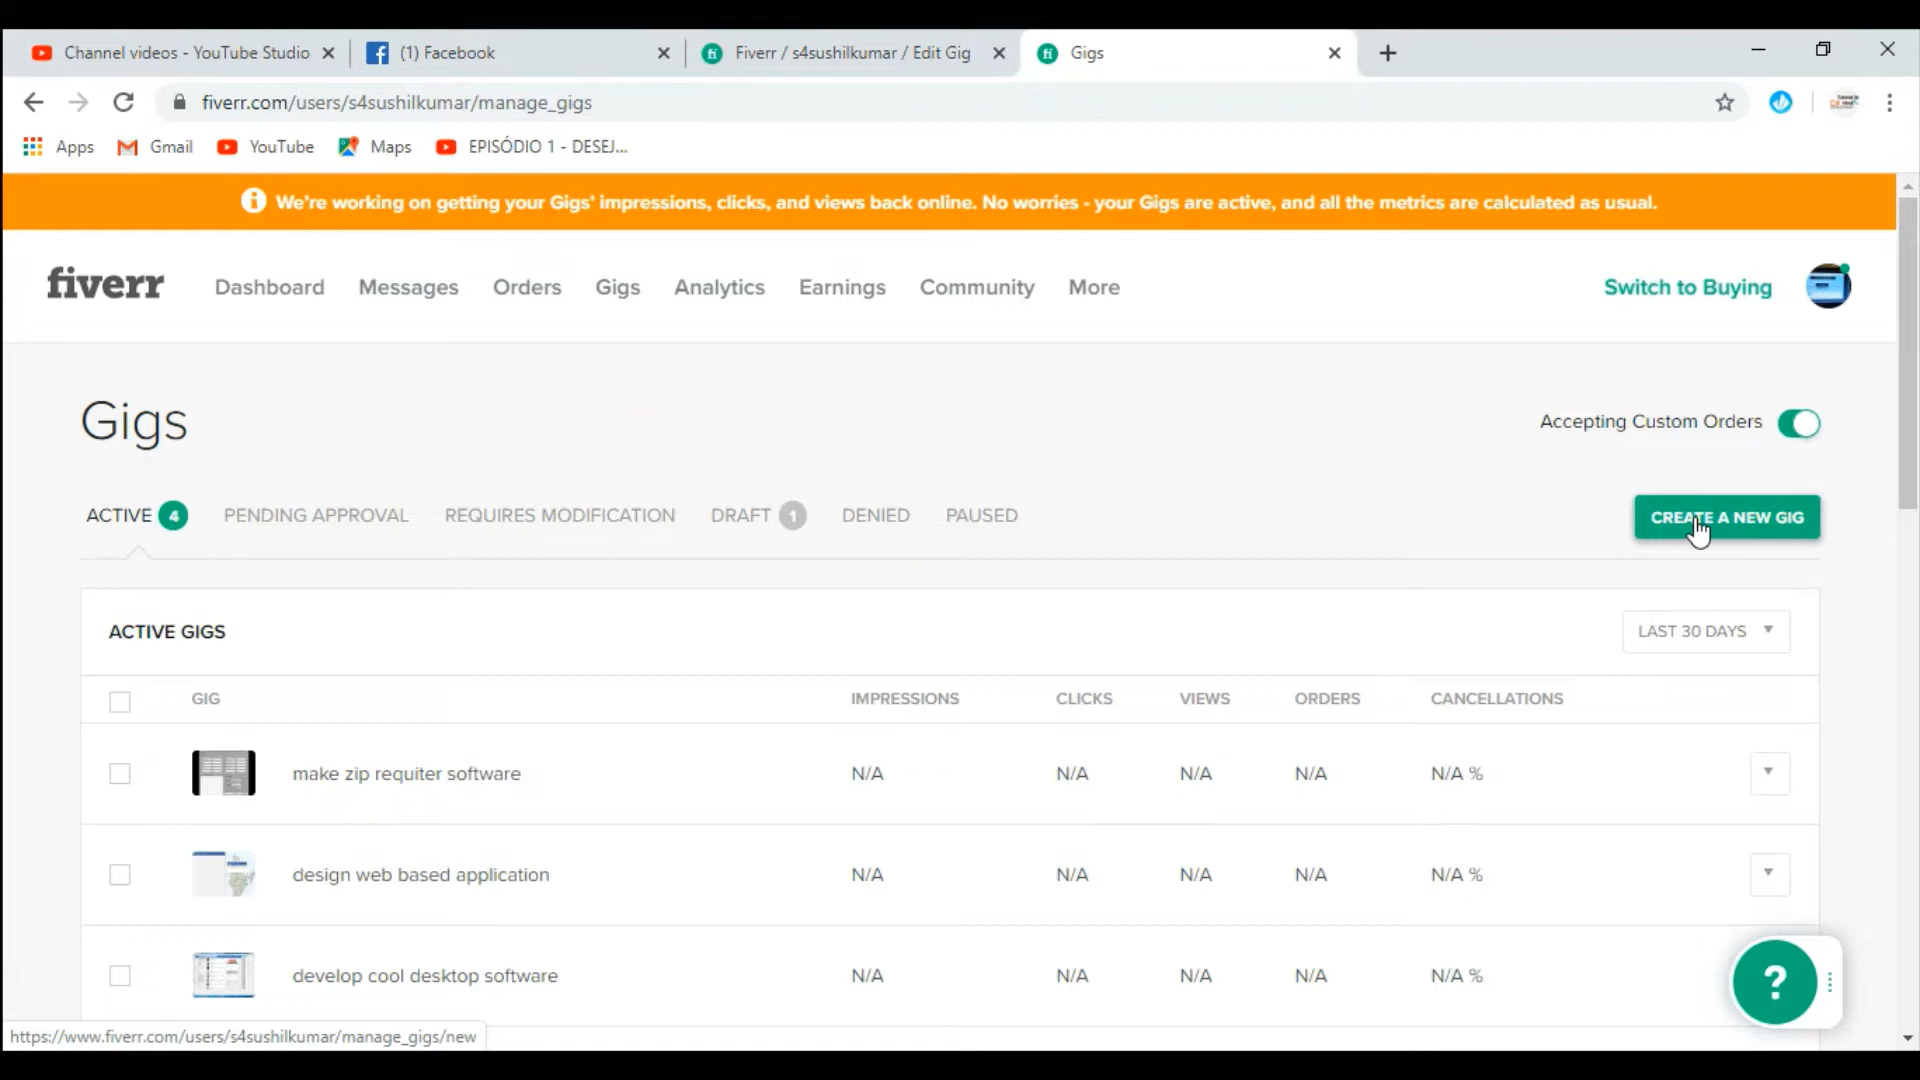 Channel videos - YouTube Studio
(1) Facebook
Fiverr / s4sushilkumar / Edit Gig
Gigs
fiverr.com/users/s4sushilkumar/manage_gigs
Apps
Gmail
YouTube
Maps
EPISÓDIO 1 - DESEJ...
We're working on getting your Gigs' impressions, clicks, and views back online. No worries - your Gigs are active, and all the metrics are calculated as usual.
fiverr
Dashboard
Messages
Orders
Gigs
Analytics
Earnings
Community
More
Switch to Buying
Gigs
Accepting Custom Orders
ACTIVE 4
PENDING APPROVAL
REQUIRES MODIFICATION
DRAFT 1
DENIED
PAUSED
CREATE A NEW GIG
ACTIVE GIGS
LAST 30 DAYS
GIG IMPRESSIONS CLICKS VIEWS ORDERS CANCELLATIONS
make zip requiter software N/A N/A N/A N/A N/A %
design web based application N/A N/A N/A N/A N/A %
develop cool desktop software N/A N/A N/A N/A N/A %
?
https://www.fiverr.com/users/s4sushilkumar/manage_gigs/new